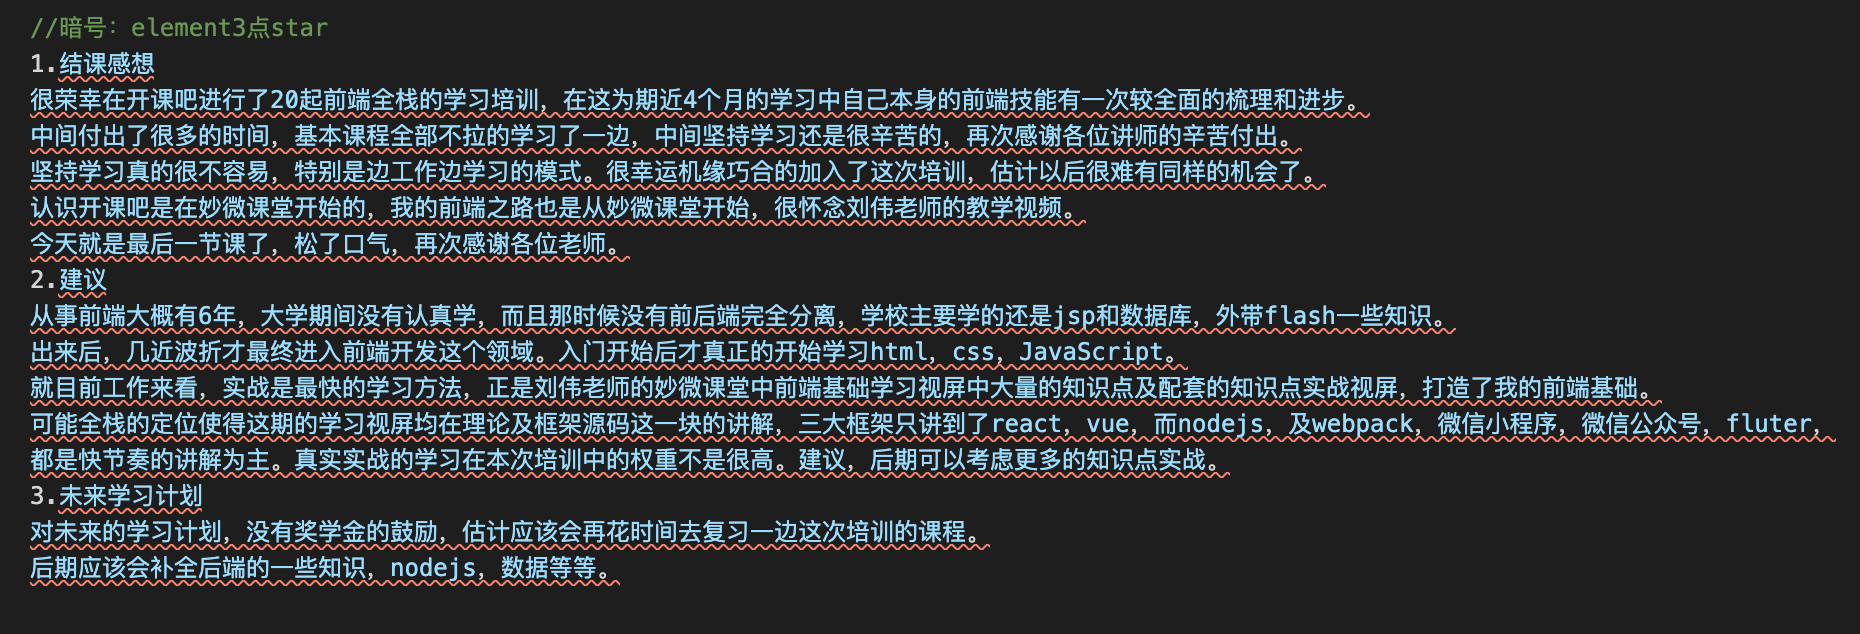 //暗号：element3点star
1.结课感想
很荣幸在开课吧进行了20起前端全栈的学习培训，在这为期近4个月的学习中自己本身的前端技能有一次较全面的梳理和进步。
中间付出了很多的时间，基本课程全部不拉的学习了一边，中间坚持学习还是很辛苦的，再次感谢各位讲师的辛苦付出。
坚持学习真的很不容易，特别是边工作边学习的模式。很幸运机缘巧合的加入了这次培训，估计以后很难有同样的机会了。
认识开课吧是在妙微课堂开始的，我的前端之路也是从妙微课堂开始，很怀念刘伟老师的教学视频。
今天就是最后一节课了，松了口气，再次感谢各位老师。
2.建议
从事前端大概有6年，大学期间没有认真学，而且那时候没有前后端完全分离，学校主要学的还是jsp和数据库，外带flash一些知识。
出来后，几近波折才最终进入前端开发这个领域。入门开始后才真正的开始学习html，css，JavaScript。
就目前工作来看，实战是最快的学习方法，正是刘伟老师的妙微课堂中前端基础学习视屏中大量的知识点及配套的知识点实战视屏，打造了我的前端基础。
可能全栈的定位使得这期的学习视屏均在理论及框架源码这一块的讲解，三大框架只讲到了react，vue，而nodejs，及webpack，微信小程序，微信公众号，fluter，
都是快节奏的讲解为主。真实实战的学习在本次培训中的权重不是很高。建议，后期可以考虑更多的知识点实战。
3.未来学习计划
对未来的学习计划，没有奖学金的鼓励，估计应该会再花时间去复习一边这次培训的课程。
后期应该会补全后端的一些知识，nodejs，数据等等。